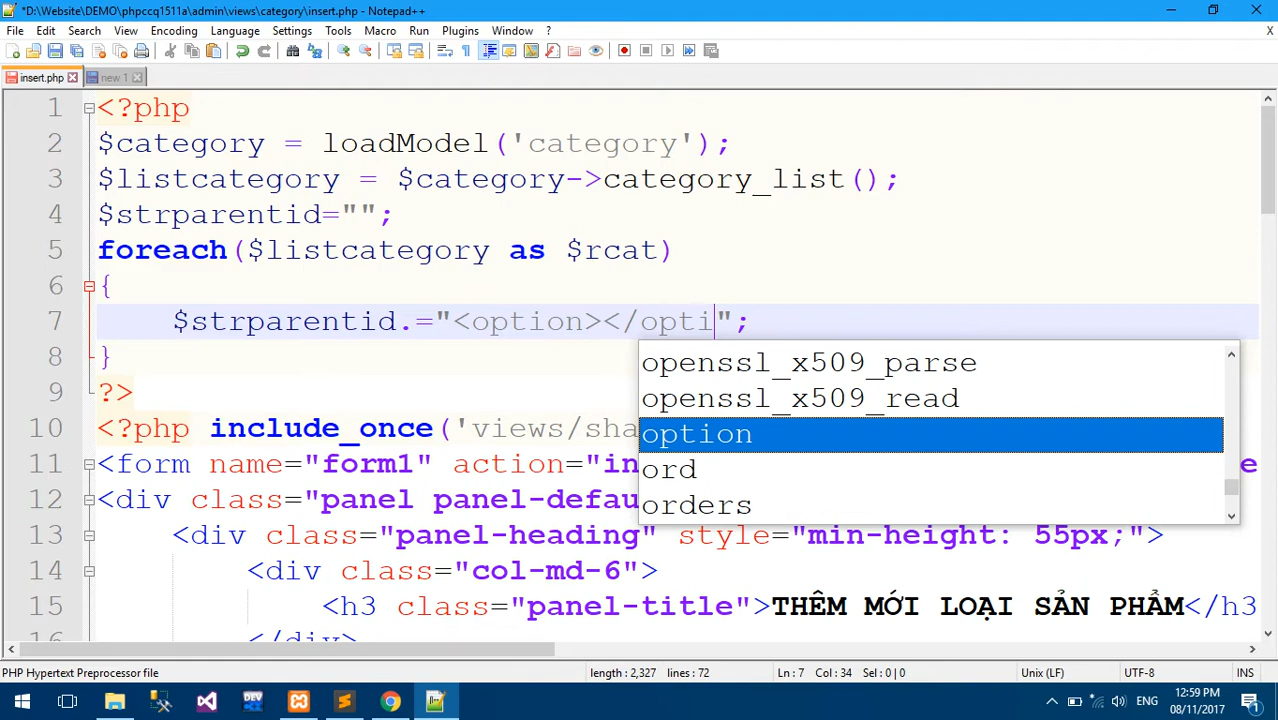 *D:\Website\DEMO\phpccq1511a\admin\views\category\insert.php - Notepad++
File Edit Search View Encoding Language Settings Tools Macro Run Plugins Window ? X
insert.php new 1
1 <?php
2 $category = loadModel('category');
3 $listcategory = $category->category_list();
4 $strparentid="";
5 foreach($listcategory as $rcat)
6 {
7 $strparentid.="<option></opti";
8 }
9 ?>
10 <?php include_once('views/sha
11 <form name="form1" action="in
12 <div class="panel panel-defau
13 <div class="panel-heading" style="min-height: 55px;">
14 <div class="col-md-6">
15 <h3 class="panel-title">THÊM MỚI LOẠI SẢN PHẨM</h3
16 </div>
openssl_x509_parse
openssl_x509_read
option
ord
orders
e
PHP Hypertext Preprocessor file length : 2,327 lines : 72 Ln : 7 Col : 34 Sel : 0 | 0 Unix (LF) UTF-8 INS
DEV
ENG
12:59 PM
08/11/2017
1